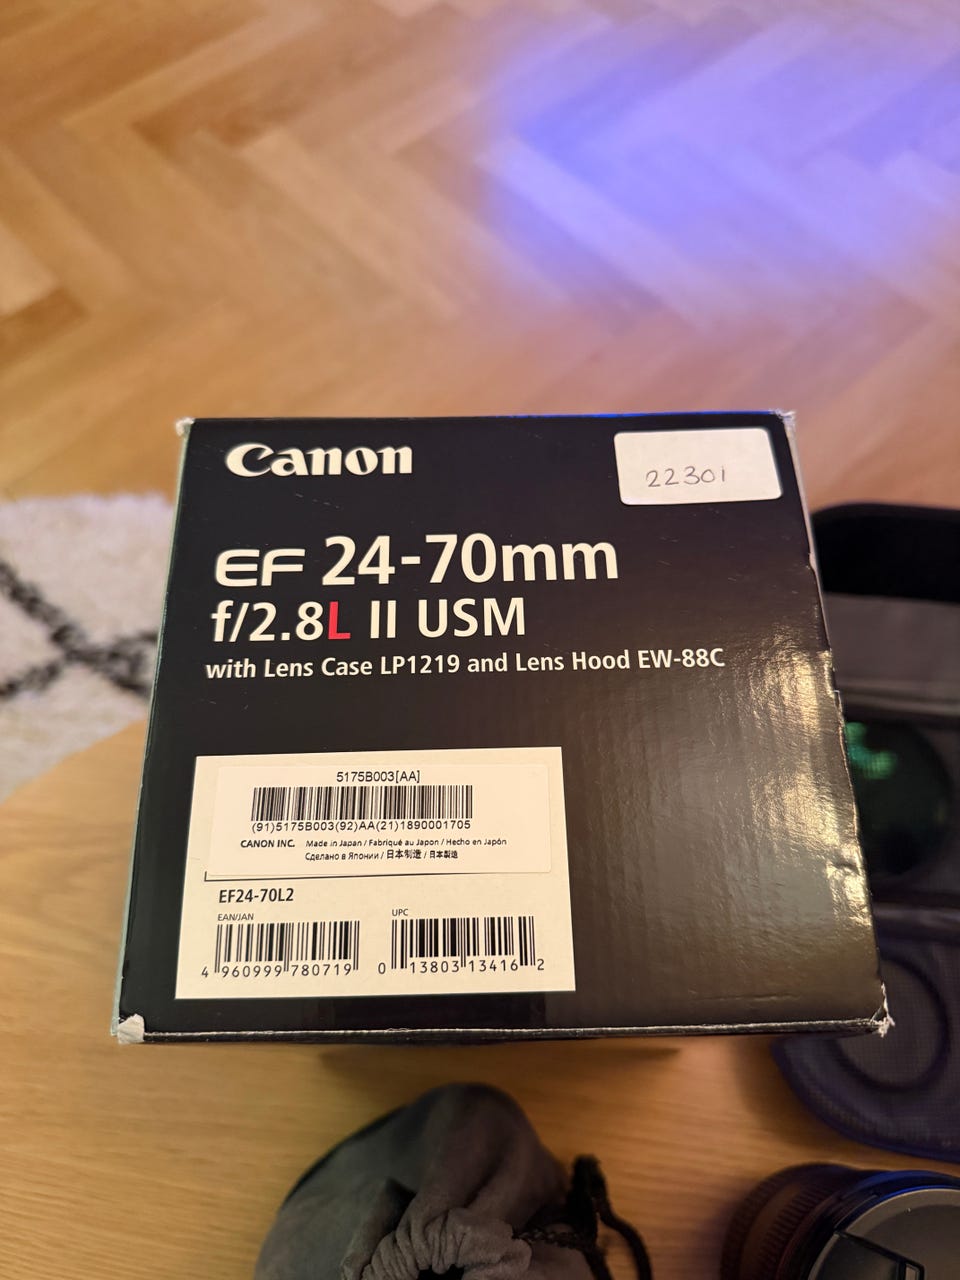 Canon
22301
EF 24-70mm
f/2.8L II USM
with Lens Case LP1219 and Lens Hood EW-88C
5175B003[AA]
(91)5175B003(92)AA(21)1890001705
CANON INC. Made in Japan / Fabriqué au Japon / Hecho en Japón
Сделано в Японии / 日本制造 / 日本製造
EF24-70L2
EAN/JAN
UPC
4 960999 780719
0 13803 13416 2
Can